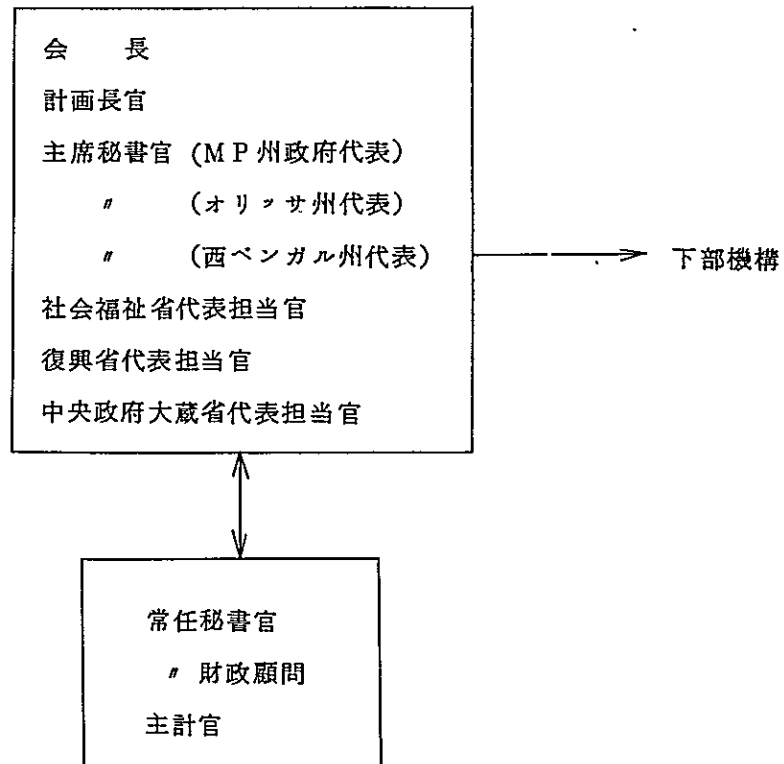 会　　長
計画長官
主席秘書官 (MP州政府代表)
〃 (オリッサ州代表)
〃 (西ベンガル州代表)
下部機構
社会福祉省代表担当官
復興省代表担当官
中央政府大蔵省代表担当官
常任秘書官
〃 財政顧問
主計官